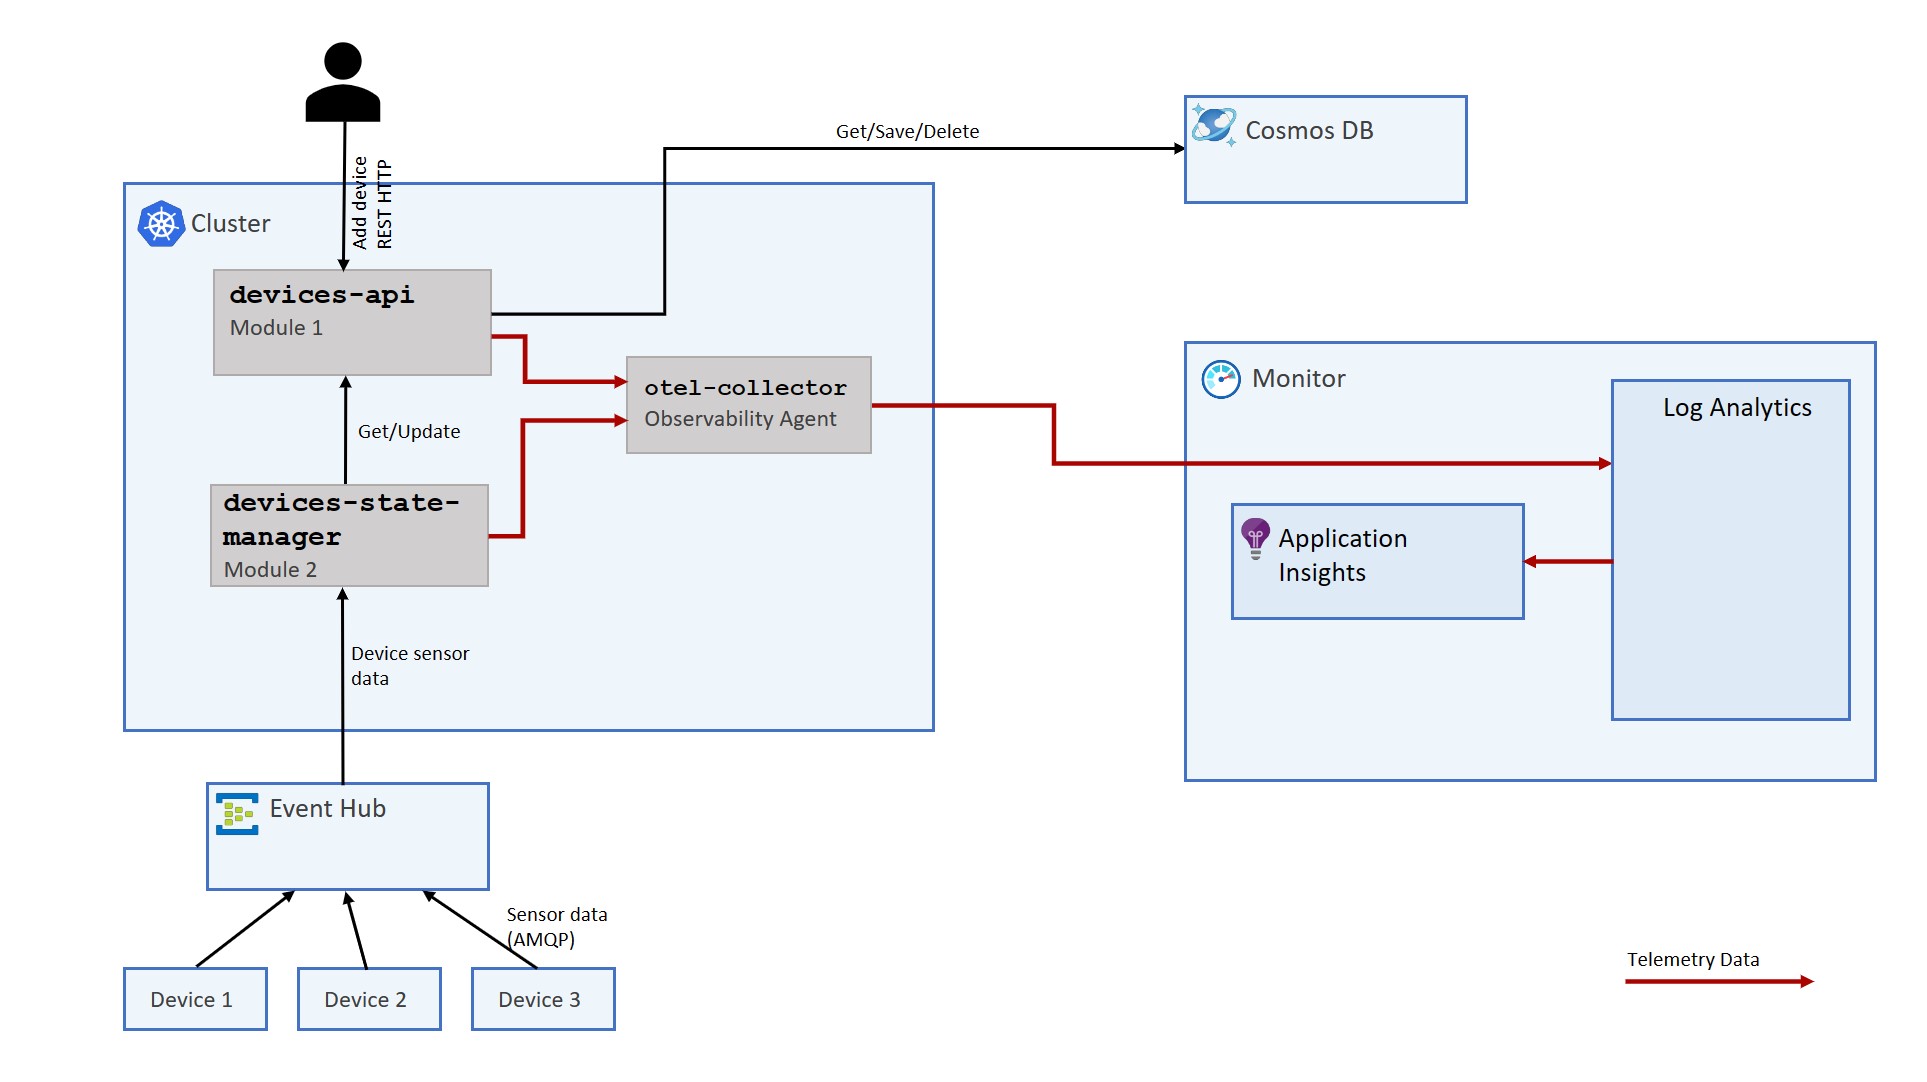 Add device
REST HTTP
Get/Save/Delete
Cosmos DB
Cluster
devices-api
Module 1
otel-collector
Observability Agent
Get/Update
devices-state-
manager
Module 2
Device sensor
data
Monitor
Log Analytics
Application
Insights
Event Hub
Sensor data
(AMQP)
Device 1
Device 2
Device 3
Telemetry Data